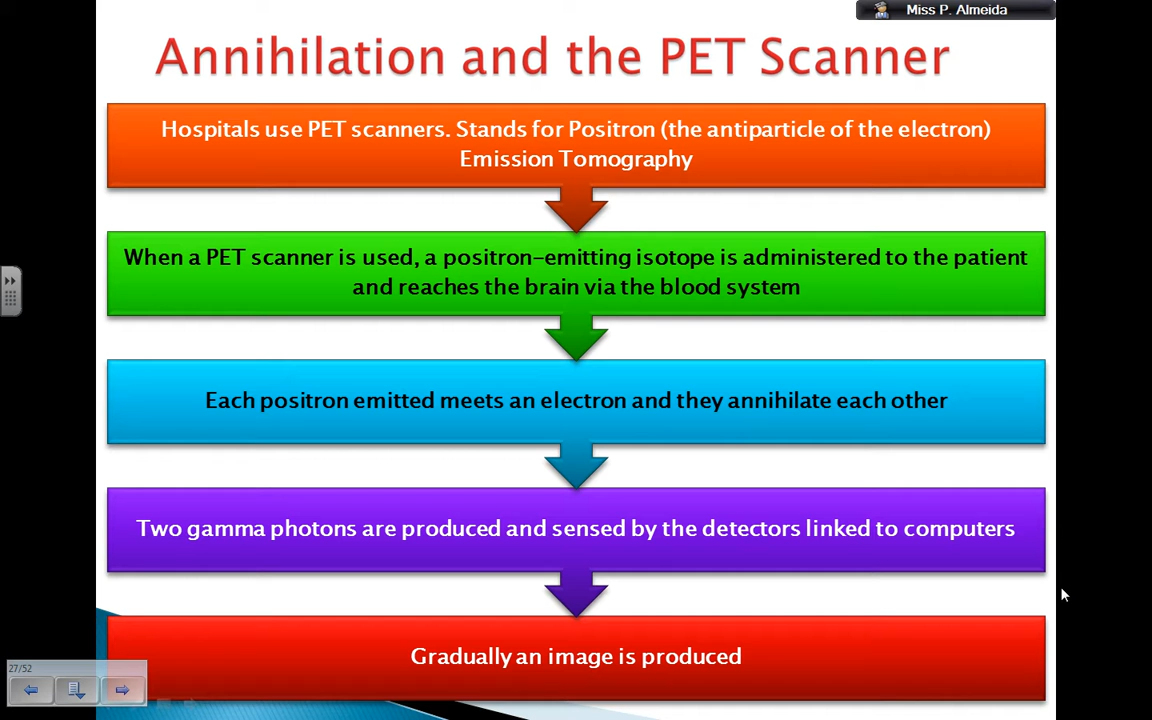 Miss P. Almeida
Annihilation and the PET Scanner
Hospitals use PET scanners. Stands for Positron (the antiparticle of the electron)
Emission Tomography
When a PET scanner is used, a positron-emitting isotope is administered to the patient
and reaches the brain via the blood system
Each positron emitted meets an electron and they annihilate each other
Two gamma photons are produced and sensed by the detectors linked to computers
Gradually an image is produced
27/52